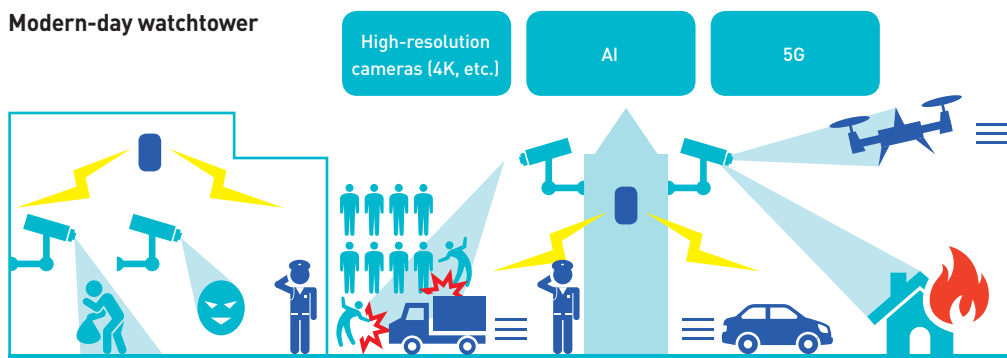 Modern-day watchtower
High-resolution
cameras (4K, etc.)
AI
5G